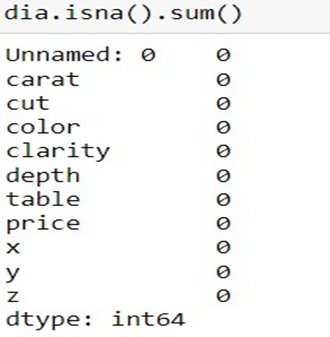 dia.isna().sum()
Unnamed: 0 0
carat 0
cut 0
color 0
clarity 0
depth 0
table 0
price 0
x 0
y 0
z 0
dtype: int64